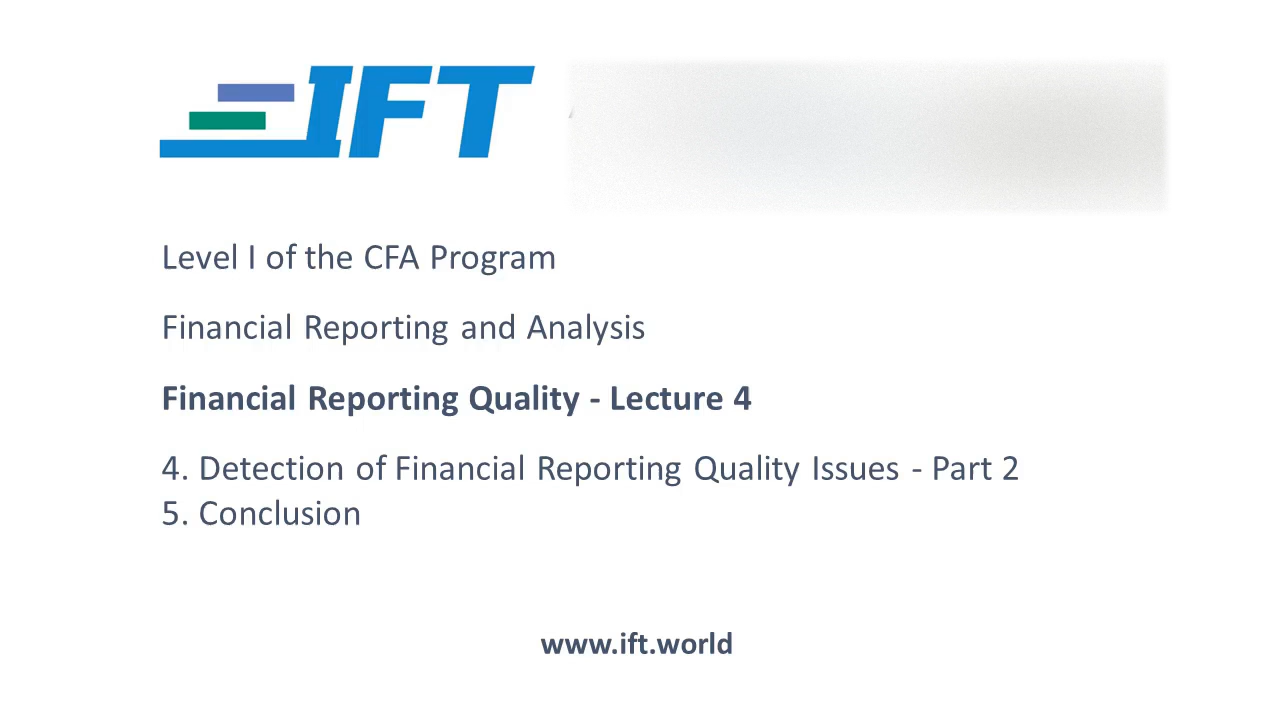 IFT
Level I of the CFA Program
Financial Reporting and Analysis
Financial Reporting Quality - Lecture 4
4. Detection of Financial Reporting Quality Issues - Part 2
5. Conclusion
www.ift.world